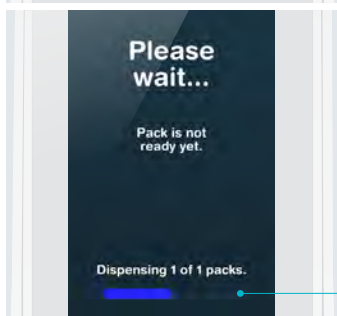 Please
wait...
Pack is not
ready yet.
Dispensing 1 of 1 packs.